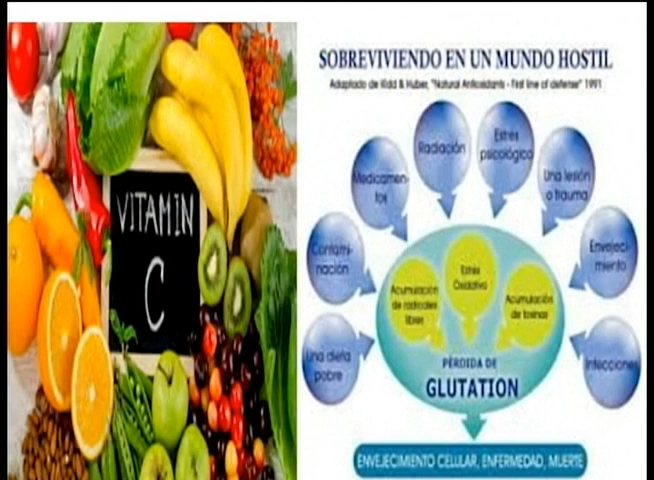 VITAMIN
C
SOBREVIVIENDO EN UN MUNDO HOSTIL
Adaptado de Kidd & Huber, "Natural Antioxidants - First line of defense" 1991
Radiación
Estrés
psicológico
Medicamen-
tos
Una lesión
o trauma
Contami-
nación
Envejeci-
miento
Una dieta
pobre
Infecciones
Acumulación
de radicales
libres
Estrés
Oxidativo
Acumulación
de toxinas
PÉRDIDA DE
GLUTATION
ENVEJECIMIENTO CELULAR, ENFERMEDAD, MUERTE